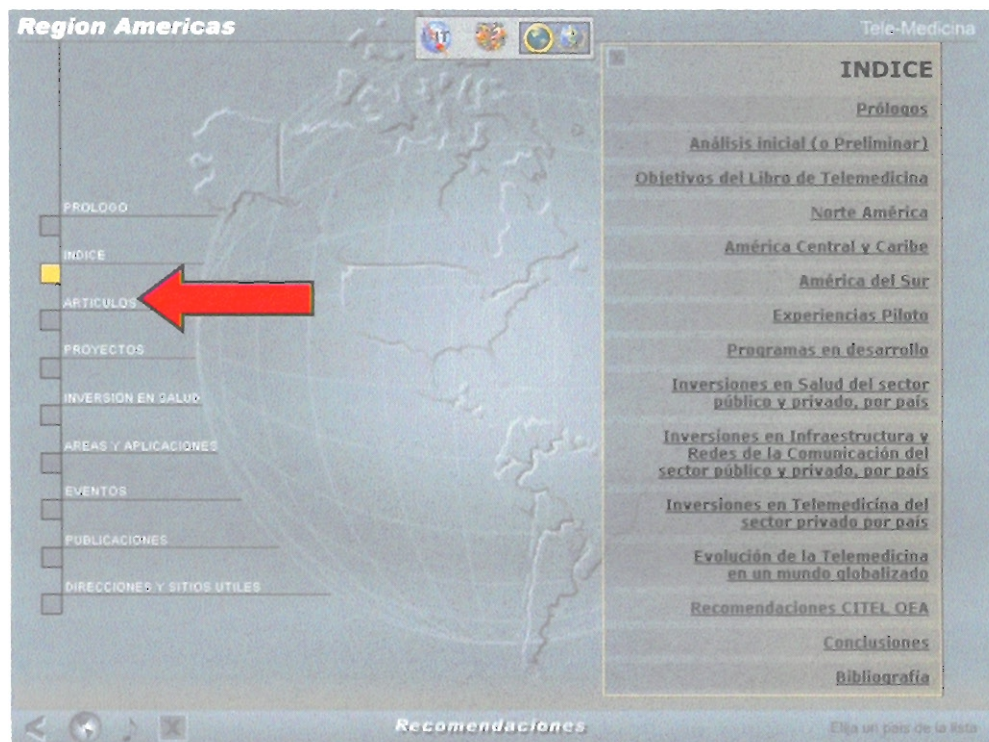 Region Americas
Tele-Medicina
PROLOGO
INDICE
ARTICULOS
PROYECTOS
INVERSIÓN EN SALUD
AREAS Y APLICACIONES
EVENTOS
PUBLICACIONES
DIRECCIONES Y SITIOS UTILES
INDICE
Prólogos
Análisis inicial (o Preliminar)
Objetivos del Libro de Telemedicina
Norte América
América Central y Caribe
América del Sur
Experiencias Piloto
Programas en desarrollo
Inversiones en Salud del sector
público y privado, por país
Inversiones en Infraestructura y
Redes de la Comunicación del
sector público y privado, por país
Inversiones en Telemedicina del
sector privado por país
Evolución de la Telemedicina
en un mundo globalizado
Recomendaciones CITEL OEA
Conclusiones
Bibliografía
Recomendaciones
Elija un país de la lista